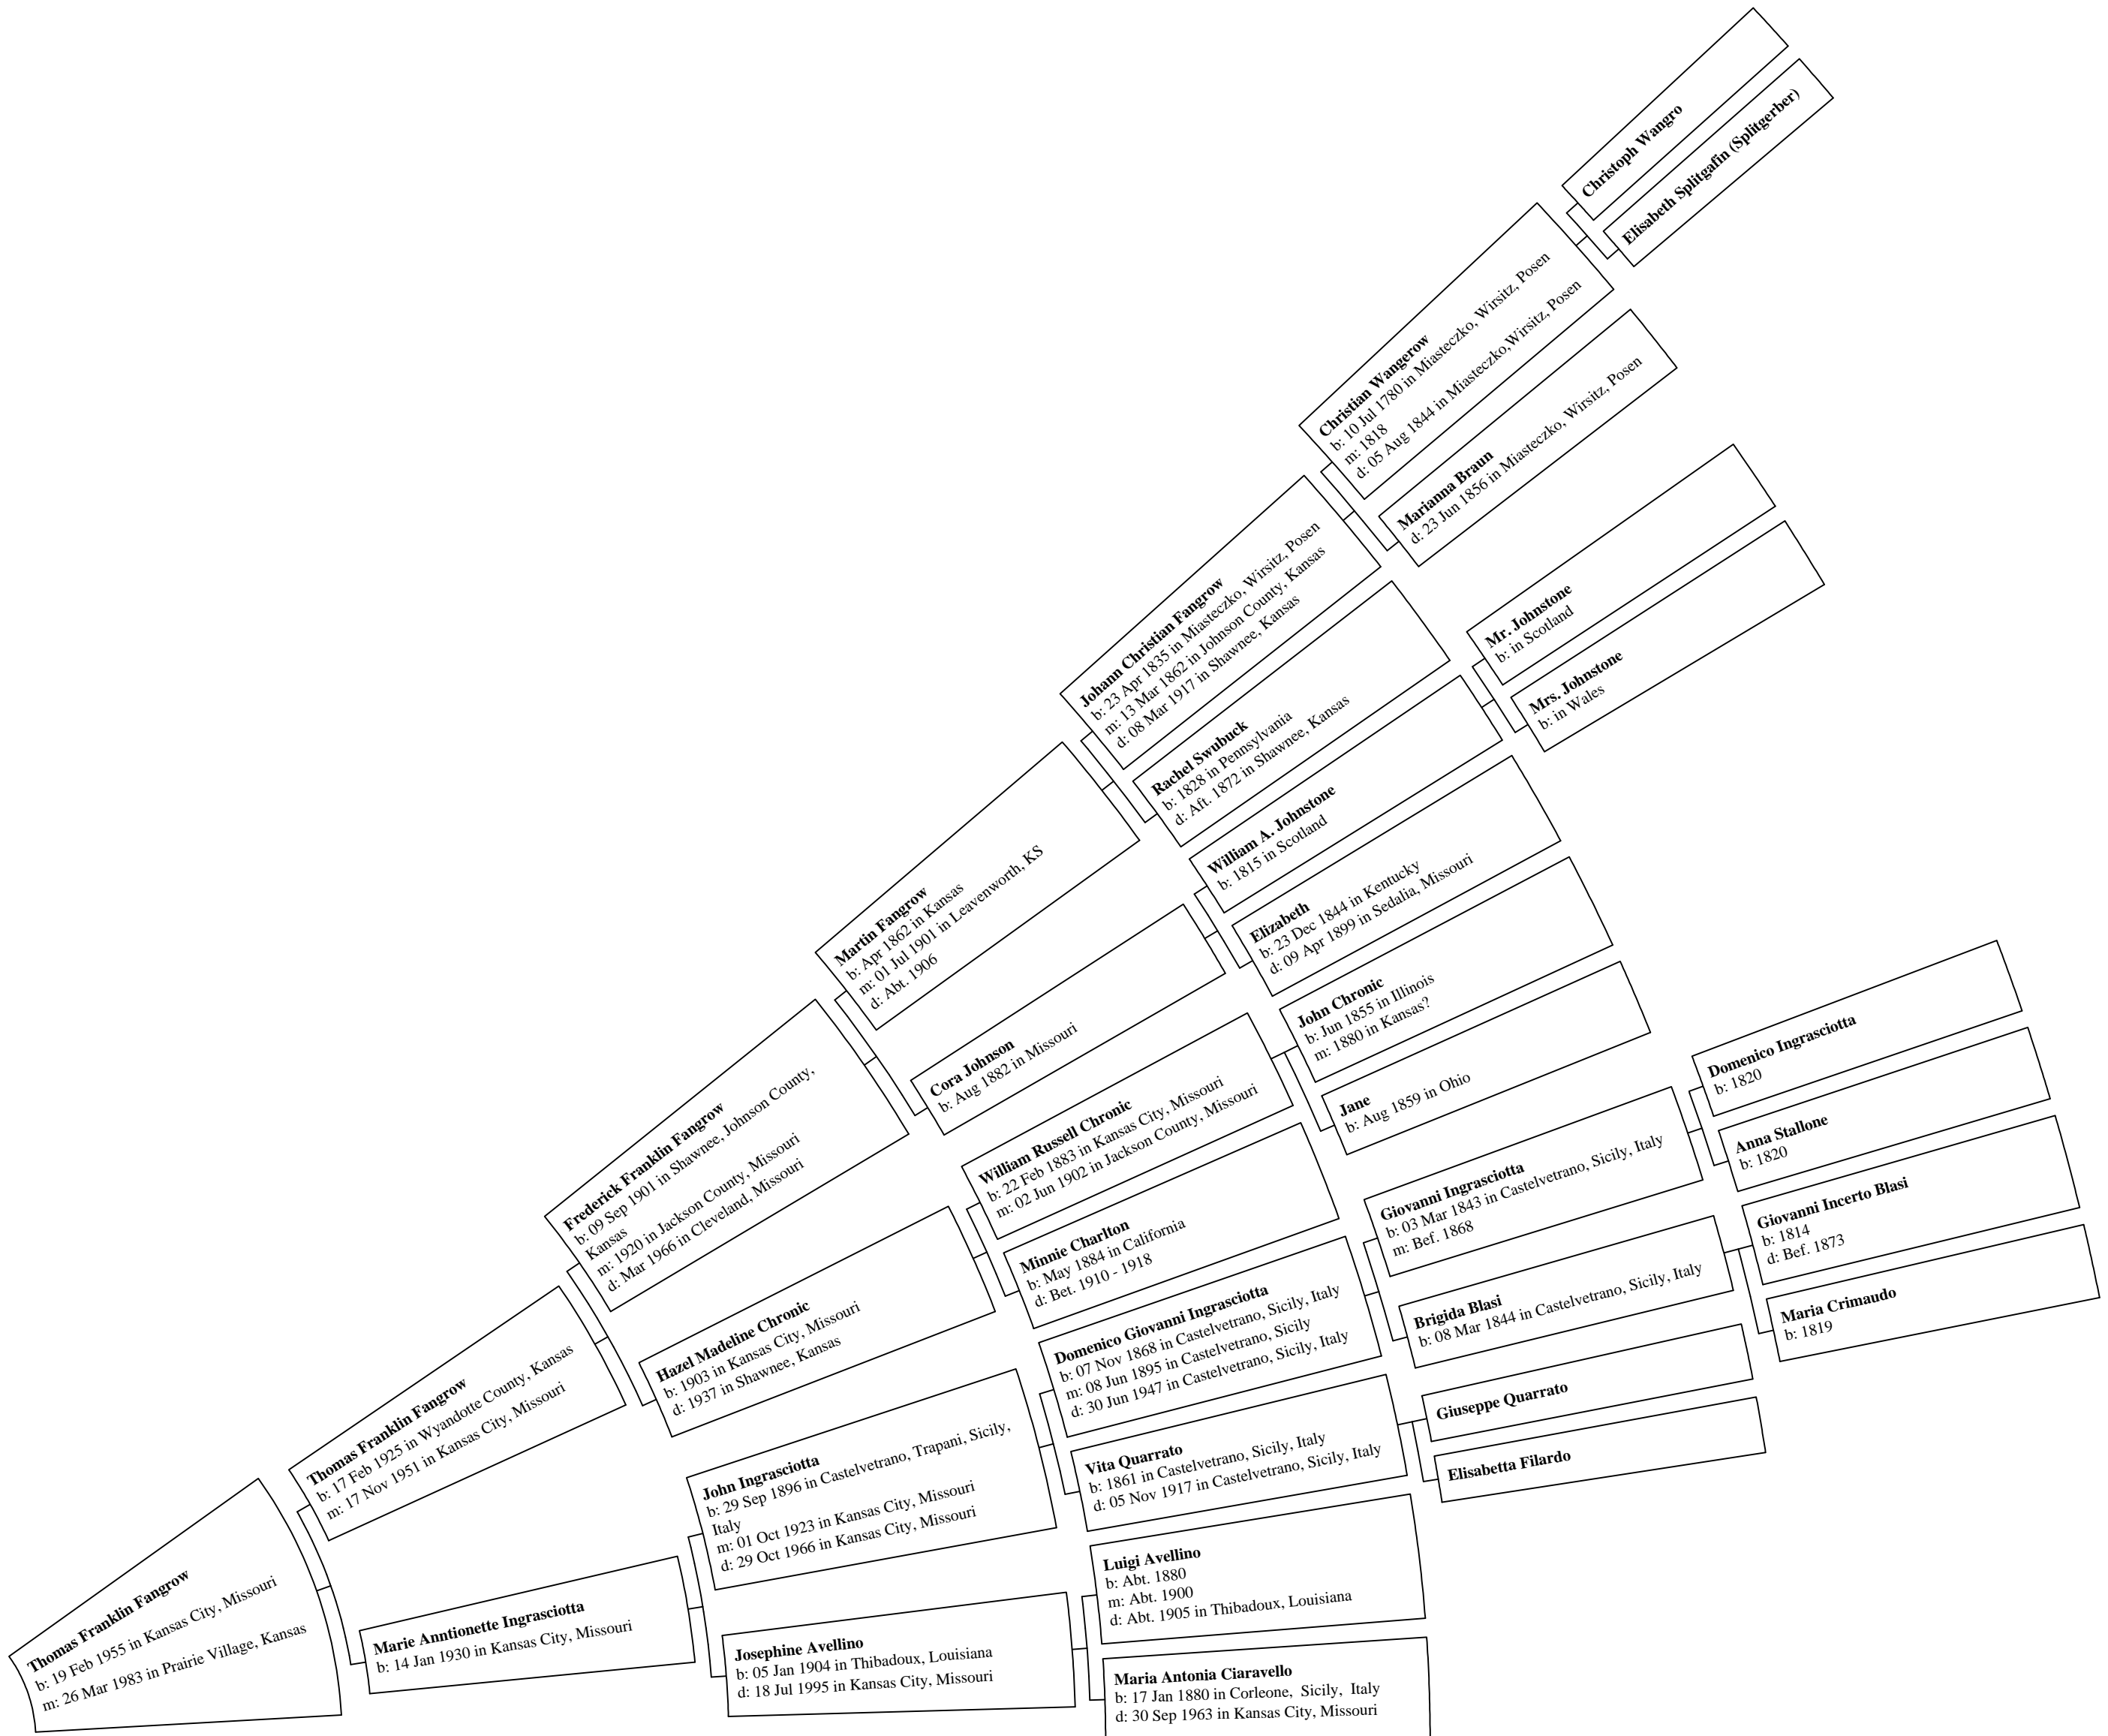 Thomas Franklin Fangrow
b: 19 Feb 1955 in Kansas City, Missouri
m: 26 Mar 1983 in Prairie Village, Kansas
Thomas Franklin Fangrow
b: 17 Feb 1925 in Wyandotte County, Kansas
m: 17 Nov 1951 in Kansas City, Missouri
Marie Anntionette Ingrasciotta
b: 14 Jan 1930 in Kansas City, Missouri
Frederick Franklin Fangrow
b: 09 Sep 1901 in Shawnee, Johnson County,
Kansas
m: 1920 in Jackson County, Missouri
d: Mar 1966 in Cleveland, Missouri
Hazel Madeline Chronic
b: 1903 in Kansas City, Missouri
d: 1937 in Shawnee, Kansas
John Ingrasciotta
b: 29 Sep 1896 in Castelvetrano, Trapani, Sicily,
Italy
m: 01 Oct 1923 in Kansas City, Missouri
d: 29 Oct 1966 in Kansas City, Missouri
Josephine Avellino
b: 05 Jan 1904 in Thibadoux, Louisiana
d: 18 Jul 1995 in Kansas City, Missouri
Martin Fangrow
b: Apr 1862 in Kansas
m: 01 Jul 1901 in Leavenworth, KS
d: Abt. 1906
Cora Johnson
b: Aug 1882 in Missouri
William Russell Chronic
b: 22 Feb 1883 in Kansas City, Missouri
m: 02 Jun 1902 in Jackson County, Missouri
Minnie Charlton
b: May 1884 in California
d: Bet. 1910 - 1918
Domenico Giovanni Ingrasciotta
b: 07 Nov 1868 in Castelvetrano, Sicily, Italy
m: 08 Jun 1895 in Castelvetrano, Sicily
d: 30 Jun 1947 in Castelvetrano, Sicily, Italy
Vita Quarrato
b: 1861 in Castelvetrano, Sicily, Italy
d: 05 Nov 1917 in Castelvetrano, Sicily, Italy
Luigi Avellino
b: Abt. 1880
m: Abt. 1900
d: Abt. 1905 in Thibadoux, Louisiana
Maria Antonia Ciaravello
b: 17 Jan 1880 in Corleone, Sicily, Italy
d: 30 Sep 1963 in Kansas City, Missouri
Johann Christian Fangrow
b: 23 Apr 1835 in Miasteczko, Wirsitz, Posen
m: 13 Mar 1862 in Johnson County, Kansas
d: 08 Mar 1917 in Shawnee, Kansas
Rachel Swubuck
b: 1828 in Pennsylvania
d: Aft. 1872 in Shawnee, Kansas
William A. Johnstone
b: 1815 in Scotland
Elizabeth
b: 23 Dec 1844 in Kentucky
d: 09 Apr 1899 in Sedalia, Missouri
John Chronic
b: Jun 1855 in Illinois
m: 1880 in Kansas?
Jane
b: Aug 1859 in Ohio
Giovanni Ingrasciotta
b: 03 Mar 1843 in Castelvetrano, Sicily, Italy
m: Bef. 1868
Brigida Blasi
b: 08 Mar 1844 in Castelvetrano, Sicily, Italy
Giuseppe Quarrato
Elisabetta Filardo
Christian Wangerow
b: 10 Jul 1780 in Miasteczko, Wirsitz, Posen
m: 1818
d: 05 Aug 1844 in Miasteczko,Wirsitz, Posen
Marianna Braun
d: 23 Jun 1856 in Miasteczko, Wirsitz, Posen
Mr. Johnstone
b: in Scotland
Mrs. Johnstone
b: in Wales
Domenico Ingrasciotta
b: 1820
Anna Stallone
b: 1820
Giovanni Incerto Blasi
b: 1814
d: Bef. 1873
Maria Crimaudo
b: 1819
Christoph Wangro
Elisabeth Splitgafin (Splitgerber)